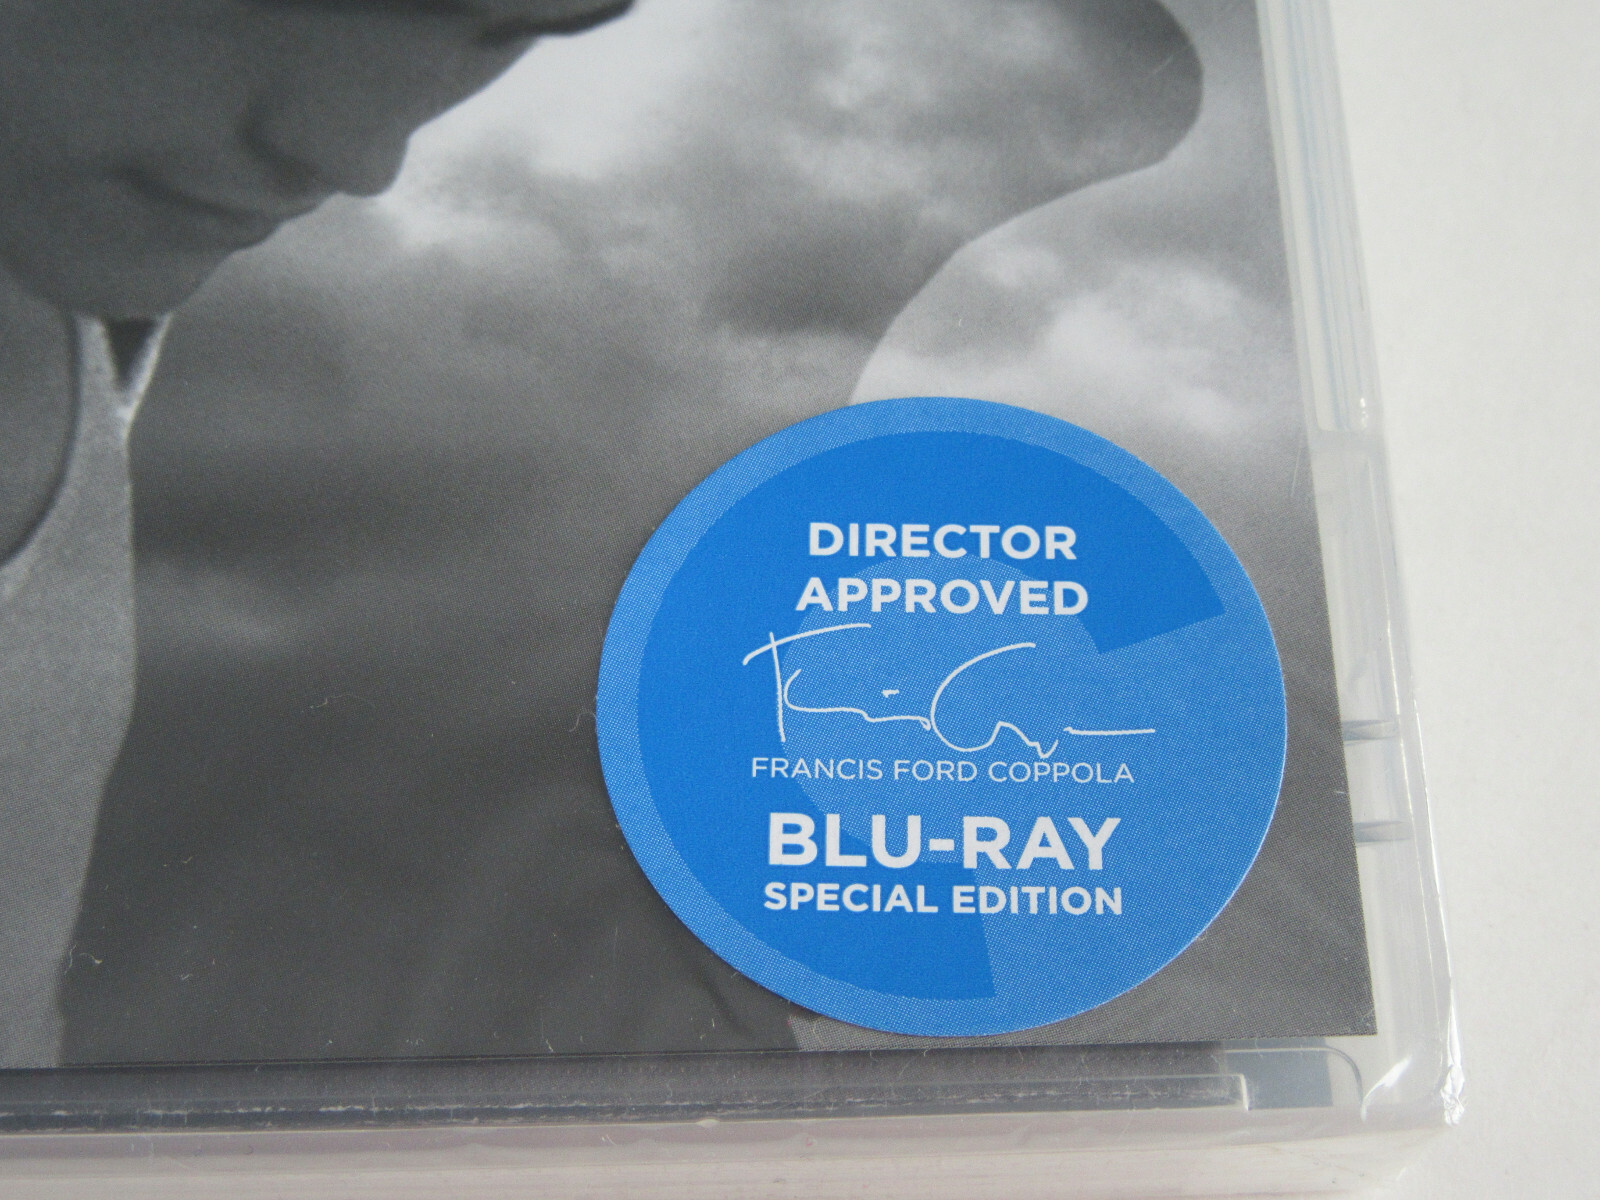 DIRECTOR
APPROVED
FRANCIS FORD COPPOLA
BLU-RAY
SPECIAL EDITION